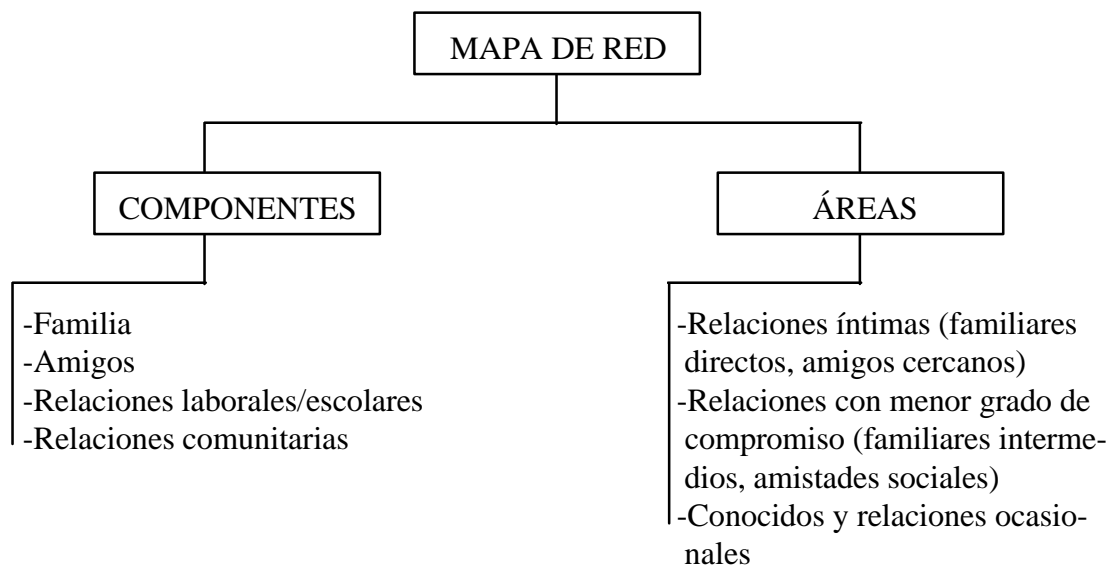 MAPA DE RED
COMPONENTES
-Familia
-Amigos
-Relaciones laborales/escolares
-Relaciones comunitarias
ÁREAS
-Relaciones íntimas (familiares
directos, amigos cercanos)
-Relaciones con menor grado de
compromiso (familiares interme-
dios, amistades sociales)
-Conocidos y relaciones ocasio-
nales